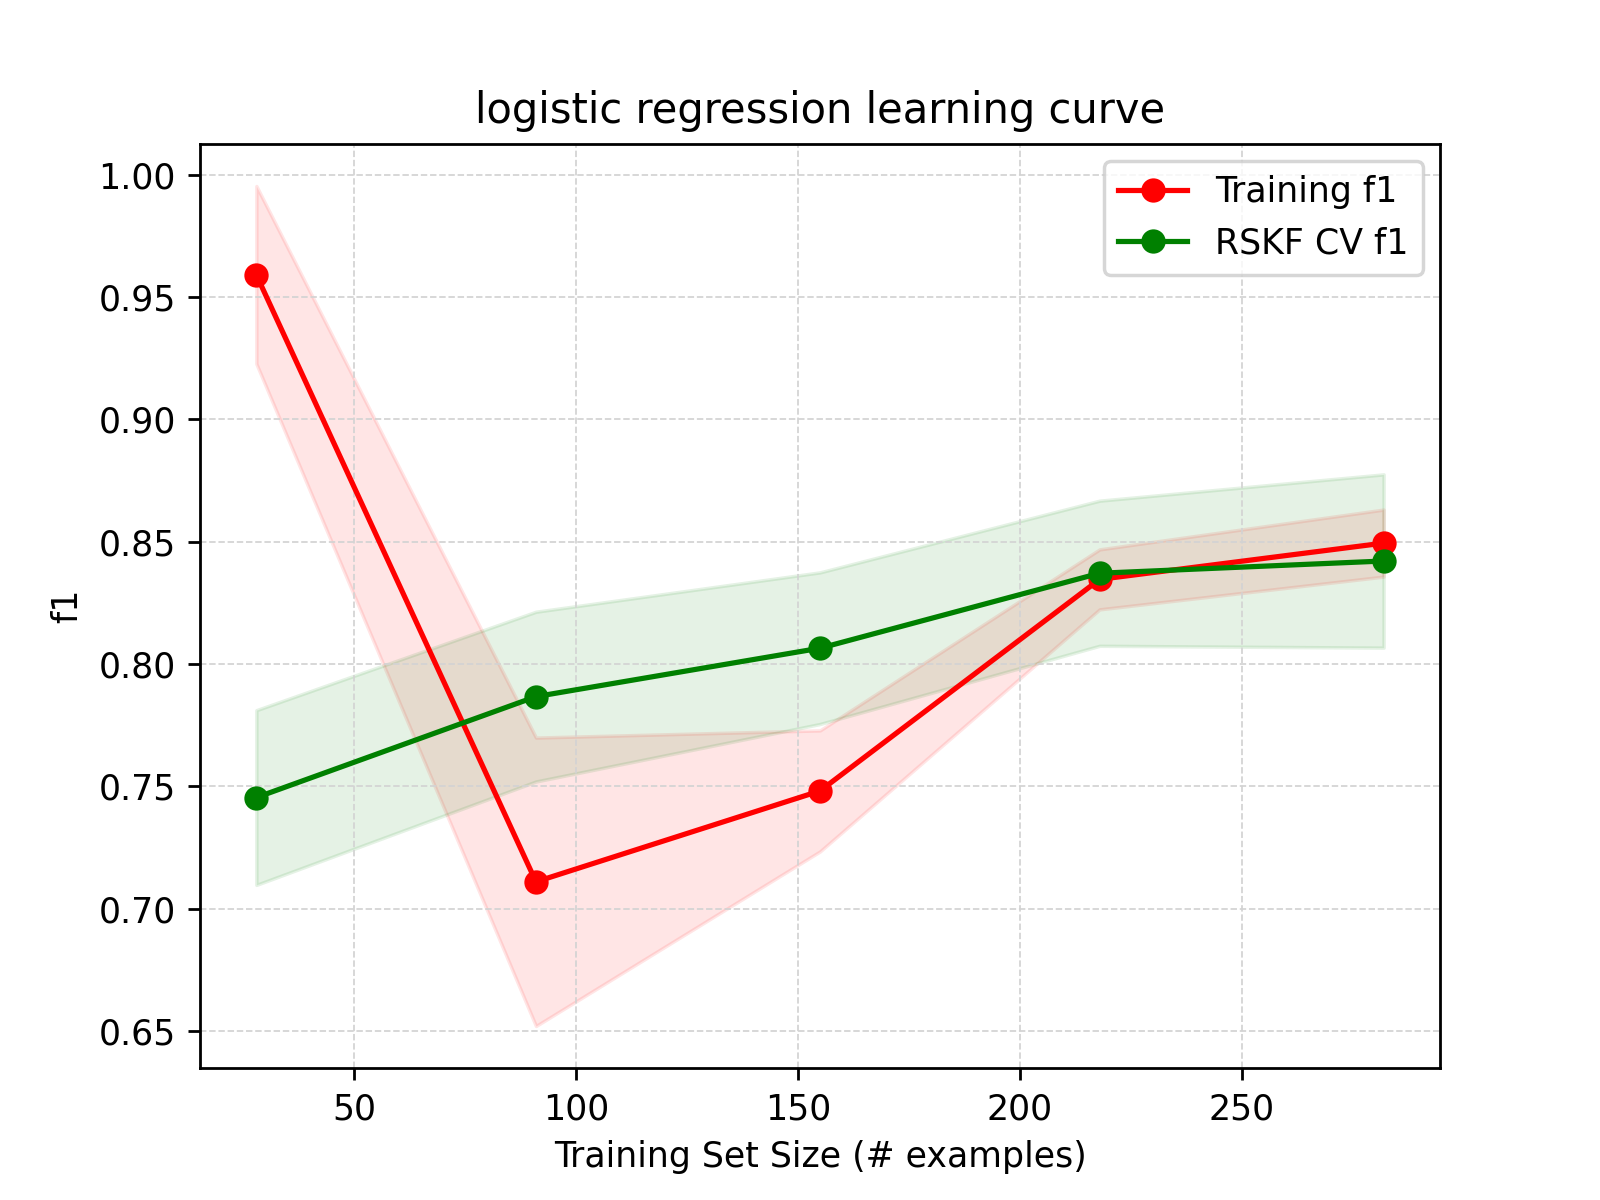 logistic regression learning curve
1.00
0.95
0.90
0.85
0.80
0.75
0.70
0.65
f1
Training f1
RSKF CV f1
50 100 150 200 250
Training Set Size (# examples)